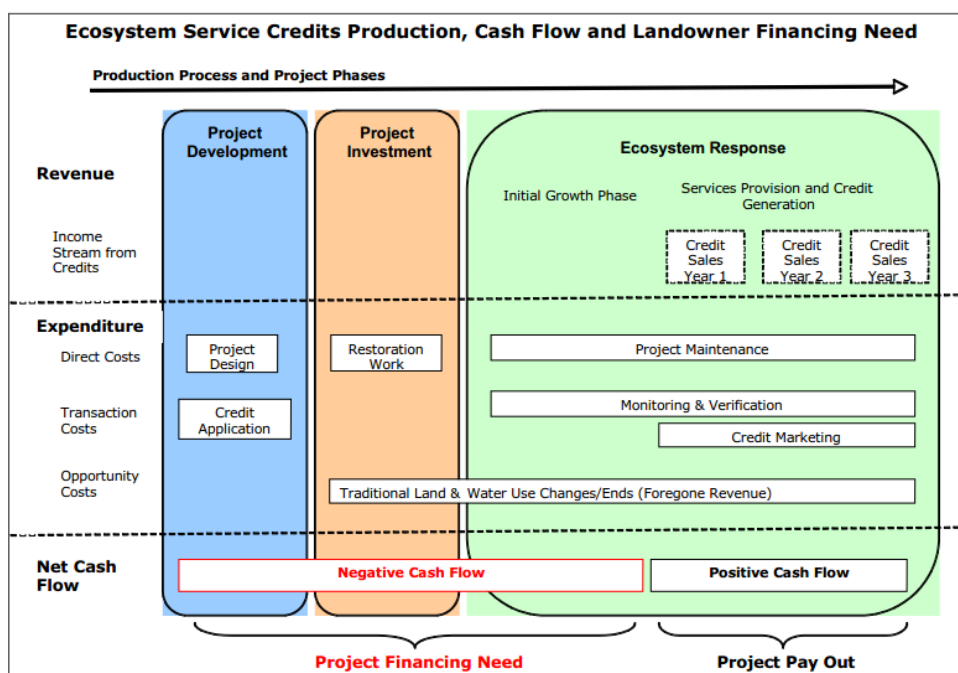 Ecosystem Service Credits Production, Cash Flow and Landowner Financing Need
Production Process and Project Phases
Project
Development
Project
Investment
Ecosystem Response
Revenue
Initial Growth Phase
Services Provision and Credit
Generation
Income
Stream from
Credits
Credit
Sales
Year 1
Credit
Sales
Year 2
Credit
Sales
Year 3
Expenditure
Direct Costs
Project
Design
Restoration
Work
Project Maintenance
Transaction
Costs
Credit
Application
Monitoring & Verification
Credit Marketing
Opportunity
Costs
Traditional Land & Water Use Changes/Ends (Foregone Revenue)
Net Cash
Flow
Negative Cash Flow
Positive Cash Flow
Project Financing Need
Project Pay Out